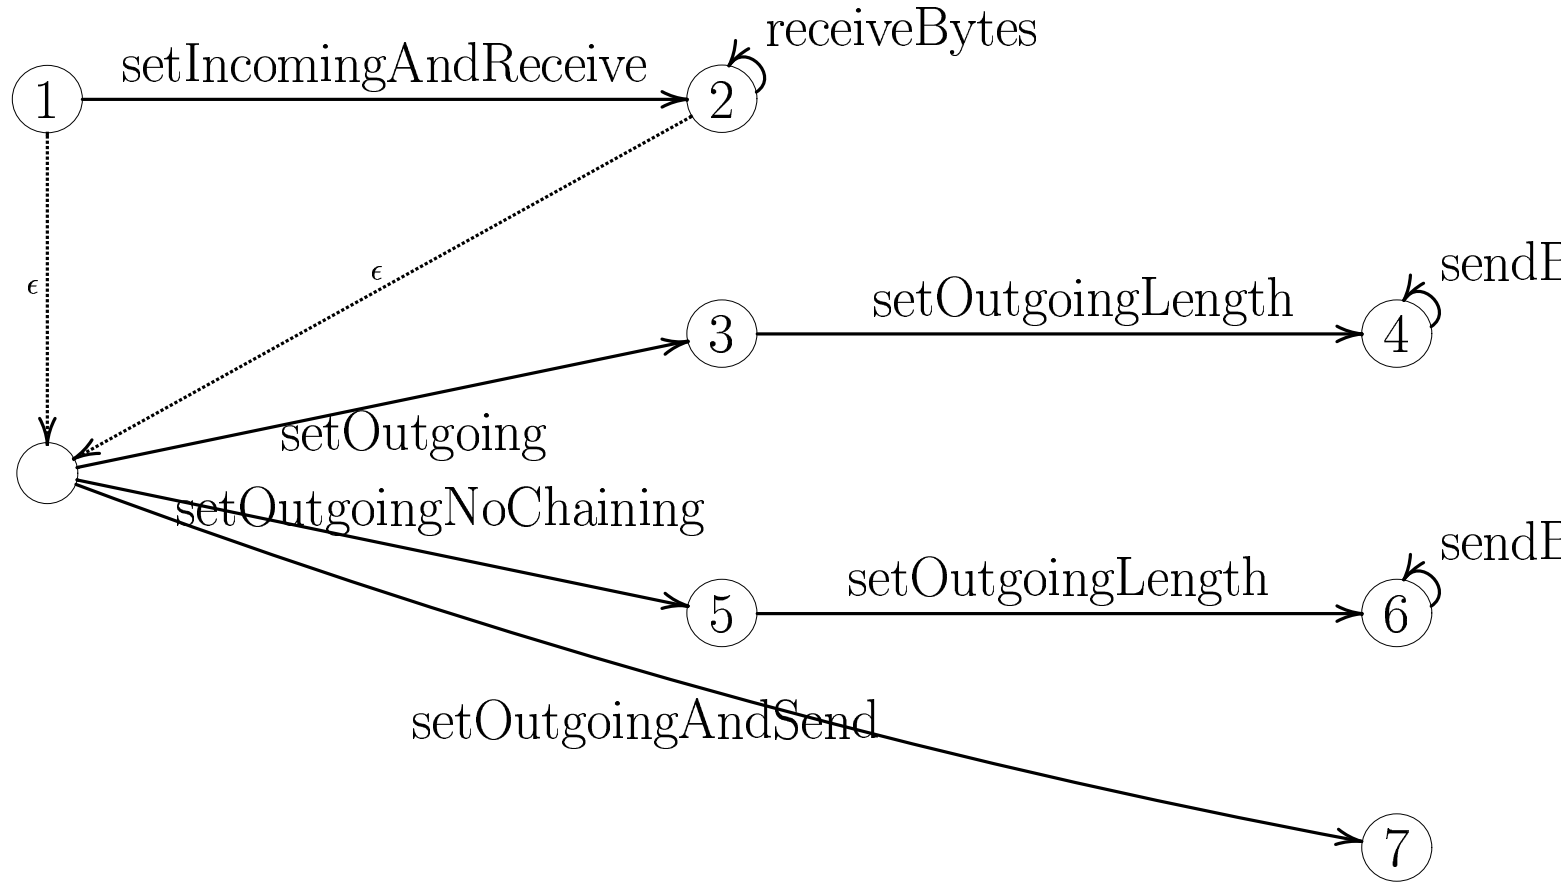 receiveBytes
setIncomingAndReceive
1
2
ϵ
ϵ
setOutgoingLength
3
4
setOutgoing
setOutgoingNoChaining
setOutgoingLength
5
6
setOutgoingAndSend
7